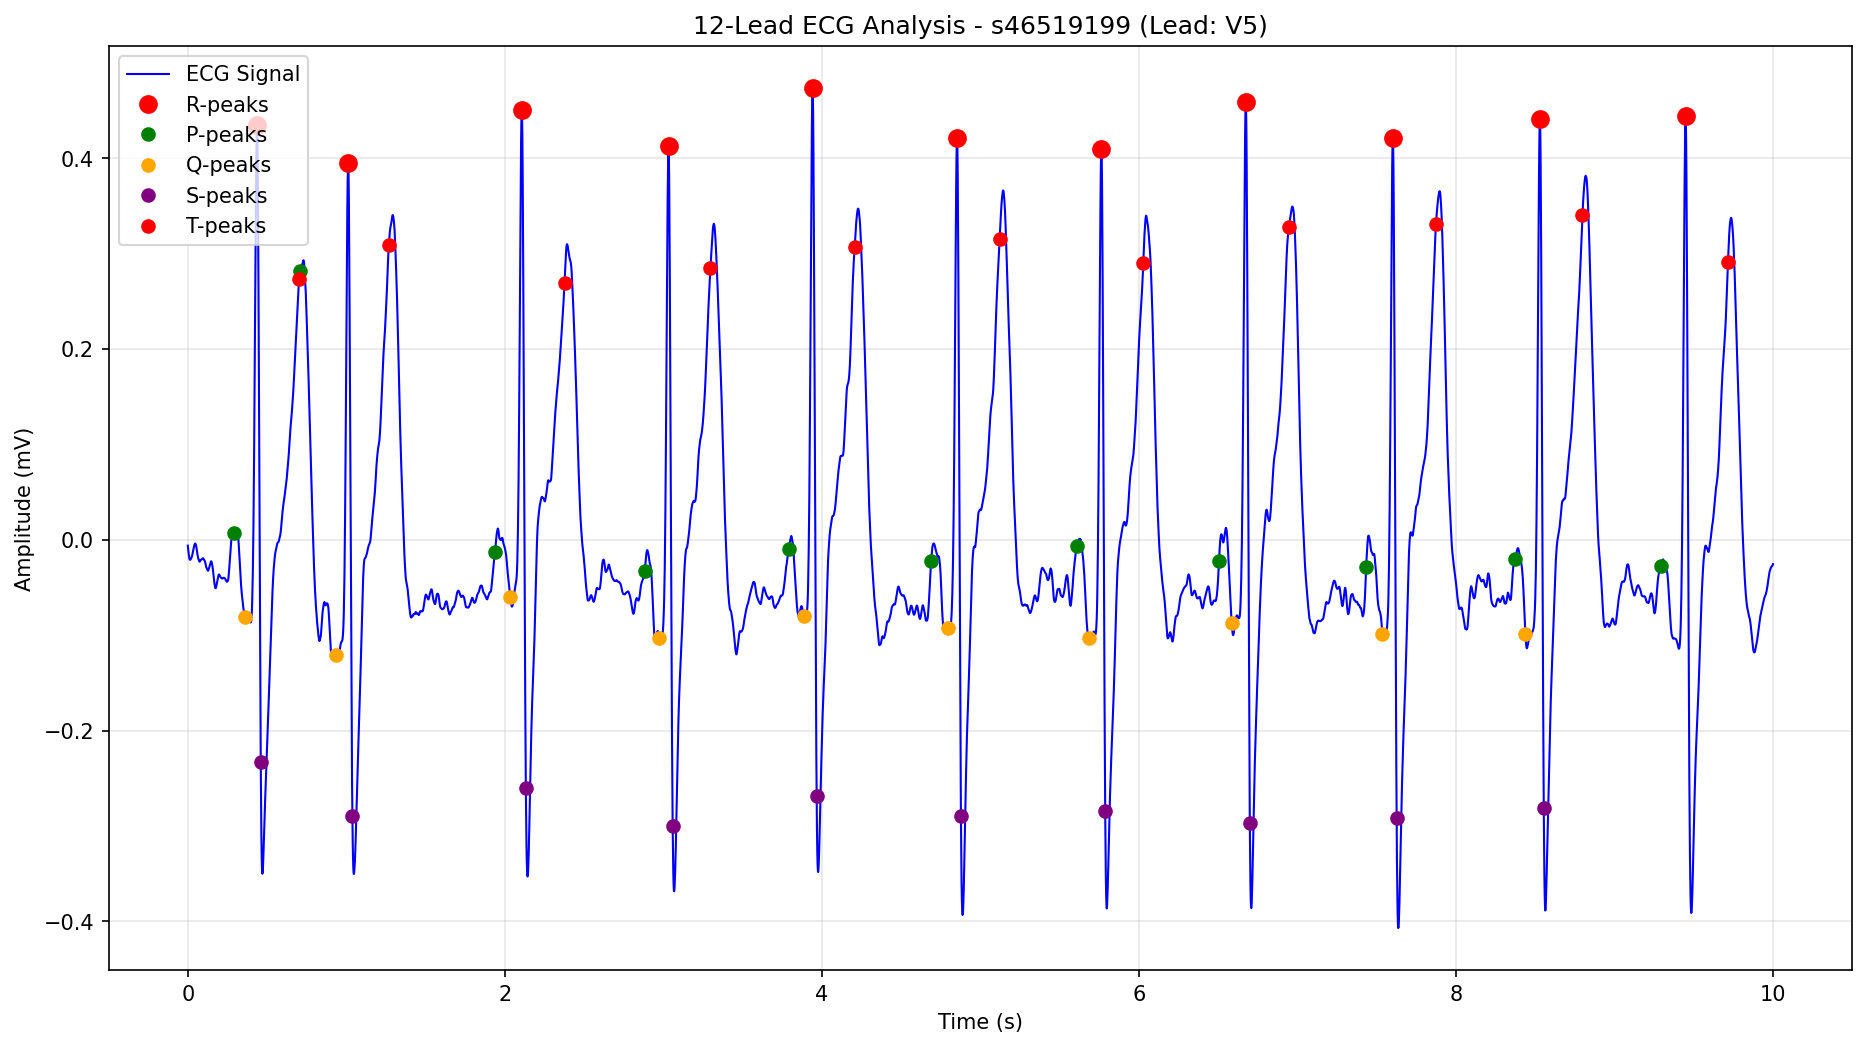 12-Lead ECG Analysis - s46519199 (Lead: V5)
ECG Signal
R-peaks
P-peaks
Q-peaks
S-peaks
T-peaks
Amplitude (mV)
0.4
0.2
0.0
−0.2
−0.4
0 2 4 6 8 10
Time (s)